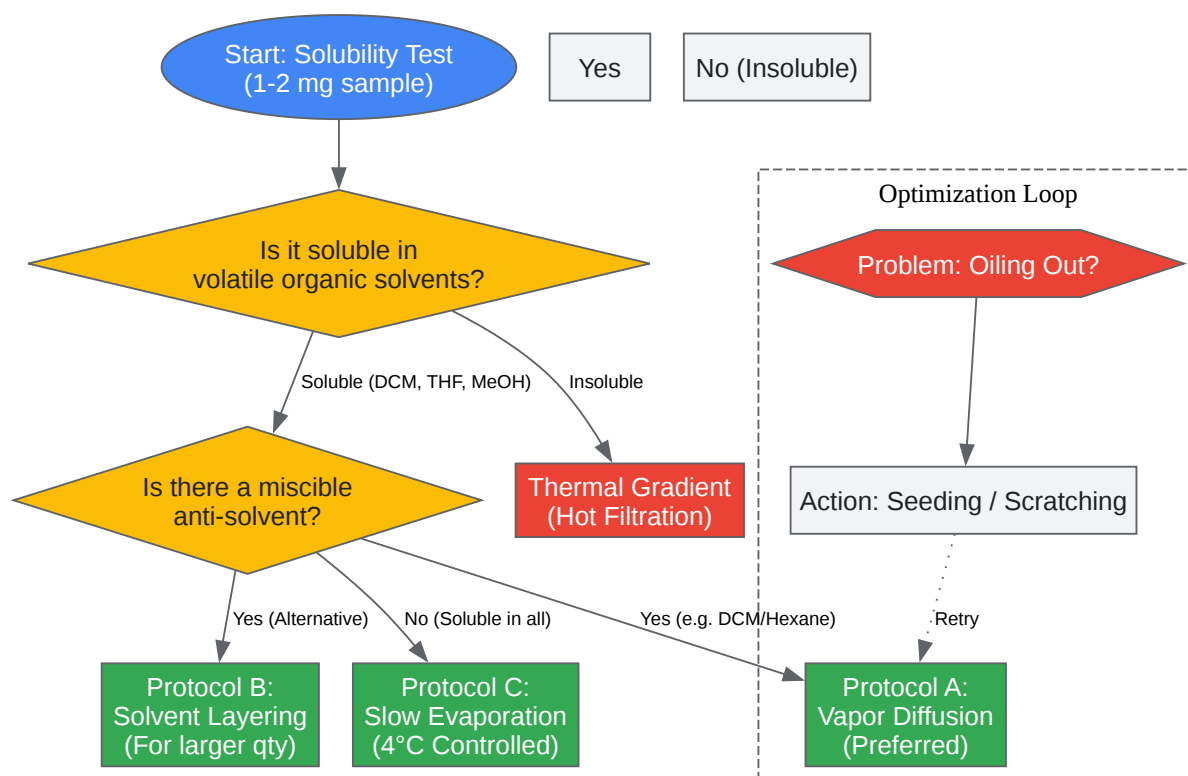 Start: Solubility Test
(1-2 mg sample)
Yes
No (Insoluble)
Optimization Loop
Is it soluble in
volatile organic solvents?
Problem: Oiling Out?
Soluble (DCM, THF, MeOH)
Insoluble
Is there a miscible
anti-solvent?
Thermal Gradient
(Hot Filtration)
Action: Seeding / Scratching
Yes (Alternative)
No (Soluble in all)
Yes (e.g. DCM/Hexane)
Retry
Protocol B:
Solvent Layering
(For larger qty)
Protocol C:
Slow Evaporation
(4°C Controlled)
Protocol A:
Vapor Diffusion
(Preferred)